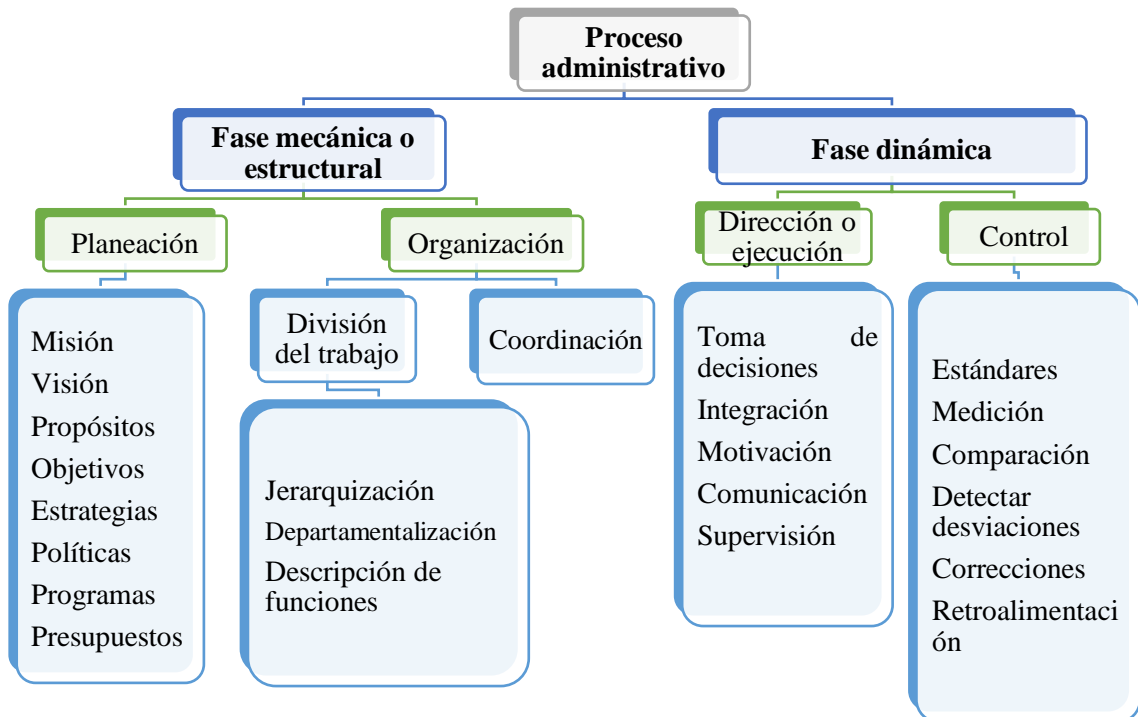 Proceso
administrativo
Fase mecánica o
estructural
Fase dinámica
Planeación
Organización
Dirección o
ejecución
Control
Misión
Visión
Propósitos
Objetivos
Estrategias
Políticas
Programas
Presupuestos
División
del trabajo
Coordinación
Jerarquización
Departamentalización
Descripción de
funciones
Toma de
decisiones
Integración
Motivación
Comunicación
Supervisión
Estándares
Medición
Comparación
Detectar
desviaciones
Correcciones
Retroalimentaci
ón